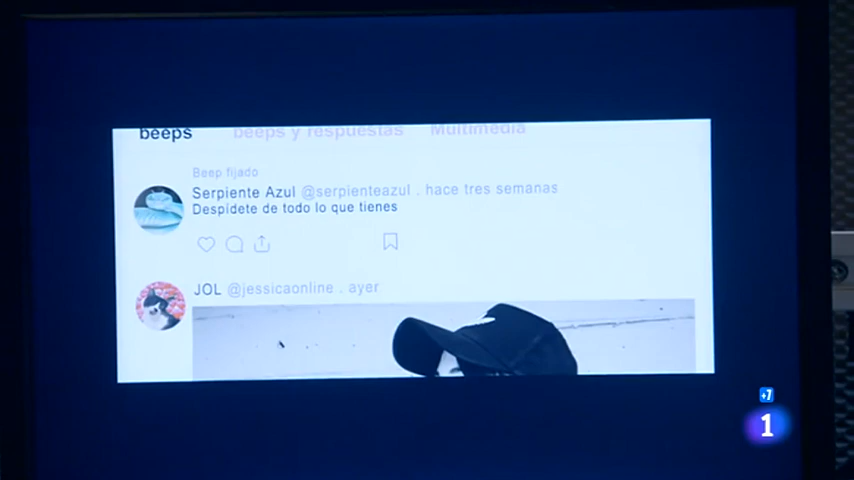 beeps beeps y respuestas Multimedia
Beep fijado
Serpiente Azul @serpienteazul . hace tres semanas
Despídete de todo lo que tienes
JOL @jessicaonline . ayer
+7
1